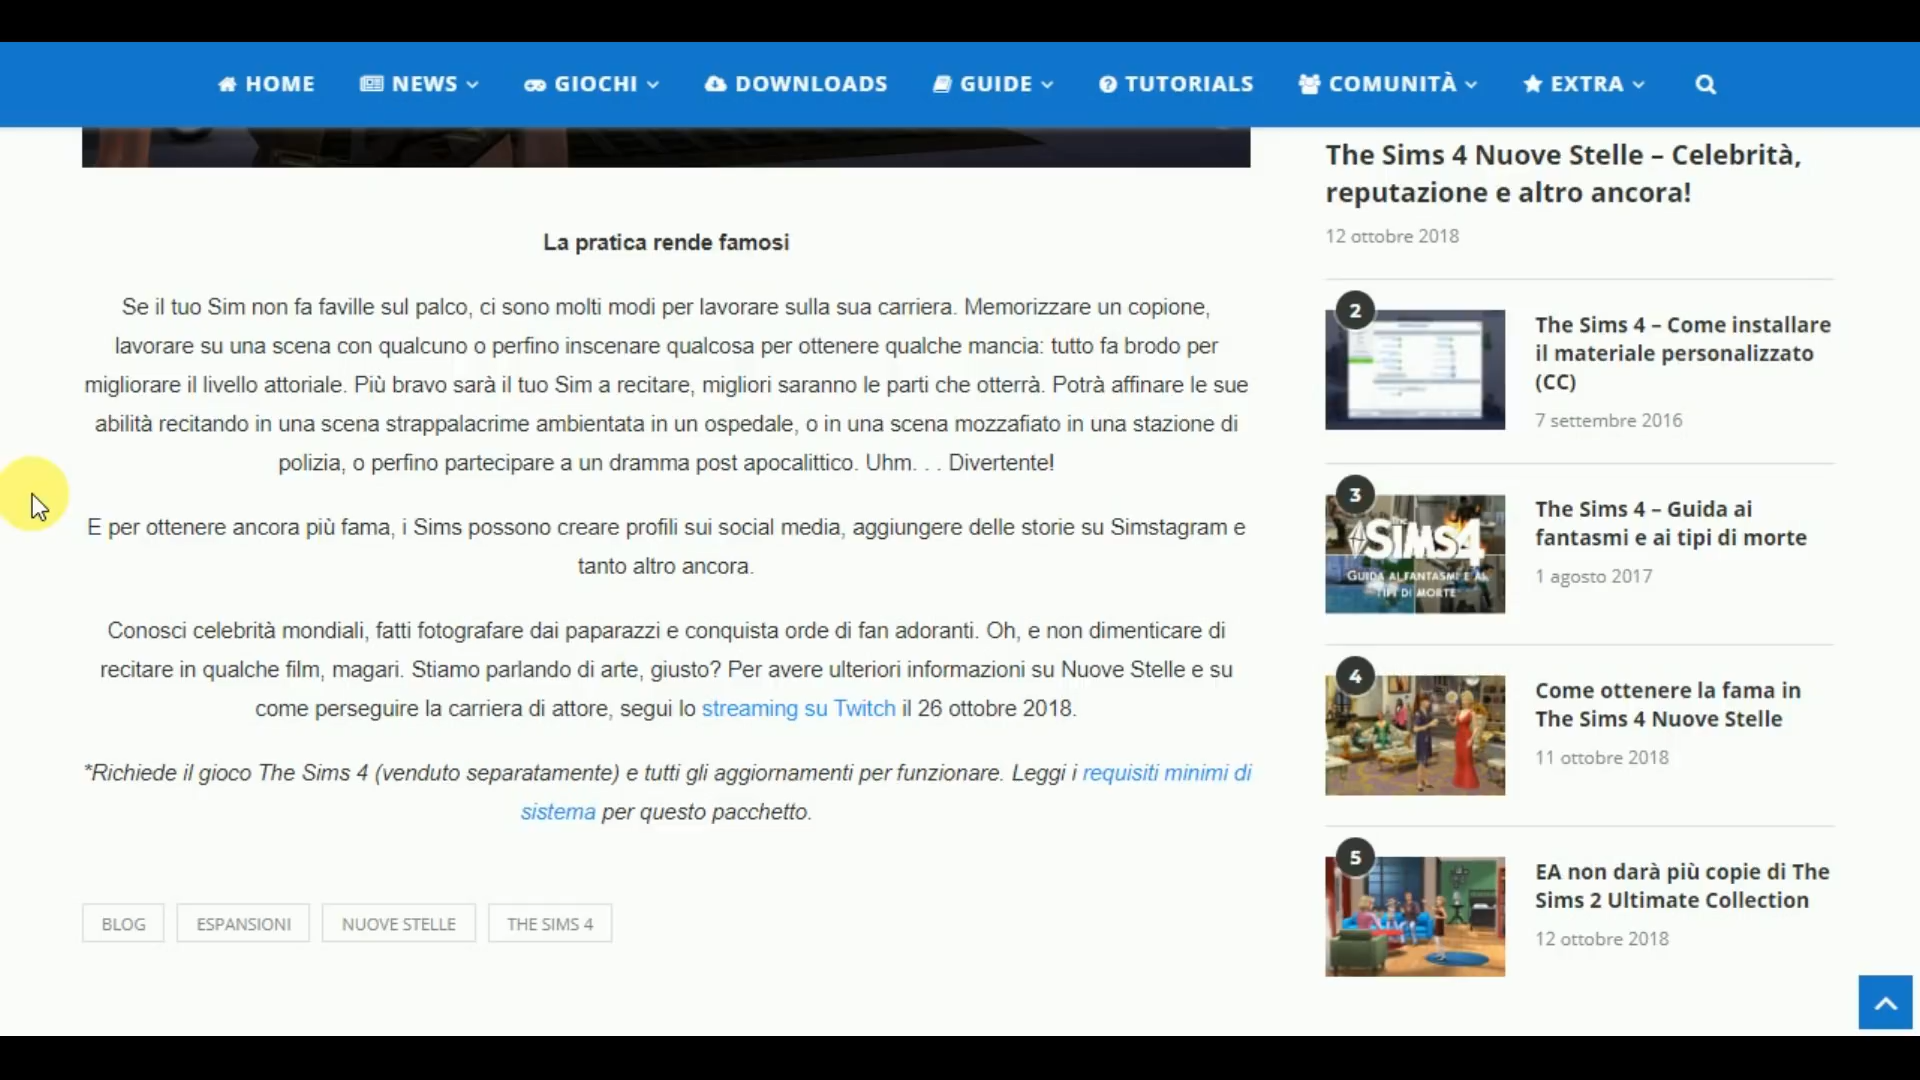 HOME NEWS GIOCHI DOWNLOADS GUIDE TUTORIALS COMUNITÀ EXTRA
La pratica rende famosi
Se il tuo Sim non fa faville sul palco, ci sono molti modi per lavorare sulla sua carriera. Memorizzare un copione,
lavorare su una scena con qualcuno o perfino inscenare qualcosa per ottenere qualche mancia: tutto fa brodo per
migliorare il livello attoriale. Più bravo sarà il tuo Sim a recitare, migliori saranno le parti che otterrà. Potrà affinare le sue
abilità recitando in una scena strappalacrime ambientata in un ospedale, o in una scena mozzafiato in una stazione di
polizia, o perfino partecipare a un dramma post apocalittico. Uhm. . . Divertente!
E per ottenere ancora più fama, i Sims possono creare profili sui social media, aggiungere delle storie su Simstagram e
tanto altro ancora.
Conosci celebrità mondiali, fatti fotografare dai paparazzi e conquista orde di fan adoranti. Oh, e non dimenticare di
recitare in qualche film, magari. Stiamo parlando di arte, giusto? Per avere ulteriori informazioni su Nuove Stelle e su
come perseguire la carriera di attore, segui lo streaming su Twitch il 26 ottobre 2018.
*Richiede il gioco The Sims 4 (venduto separatamente) e tutti gli aggiornamenti per funzionare. Leggi i requisiti minimi di
sistema per questo pacchetto.
BLOG ESPANSIONI NUOVE STELLE THE SIMS 4
The Sims 4 Nuove Stelle – Celebrità,
reputazione e altro ancora!
12 ottobre 2018
2
The Sims 4 – Come installare
il materiale personalizzato
(CC)
7 settembre 2016
3
THE SIMS 4
GUIDA AI FANTASMI E AI
TIPI DI MORTE
The Sims 4 – Guida ai
fantasmi e ai tipi di morte
1 agosto 2017
4
Come ottenere la fama in
The Sims 4 Nuove Stelle
11 ottobre 2018
5
EA non darà più copie di The
Sims 2 Ultimate Collection
12 ottobre 2018